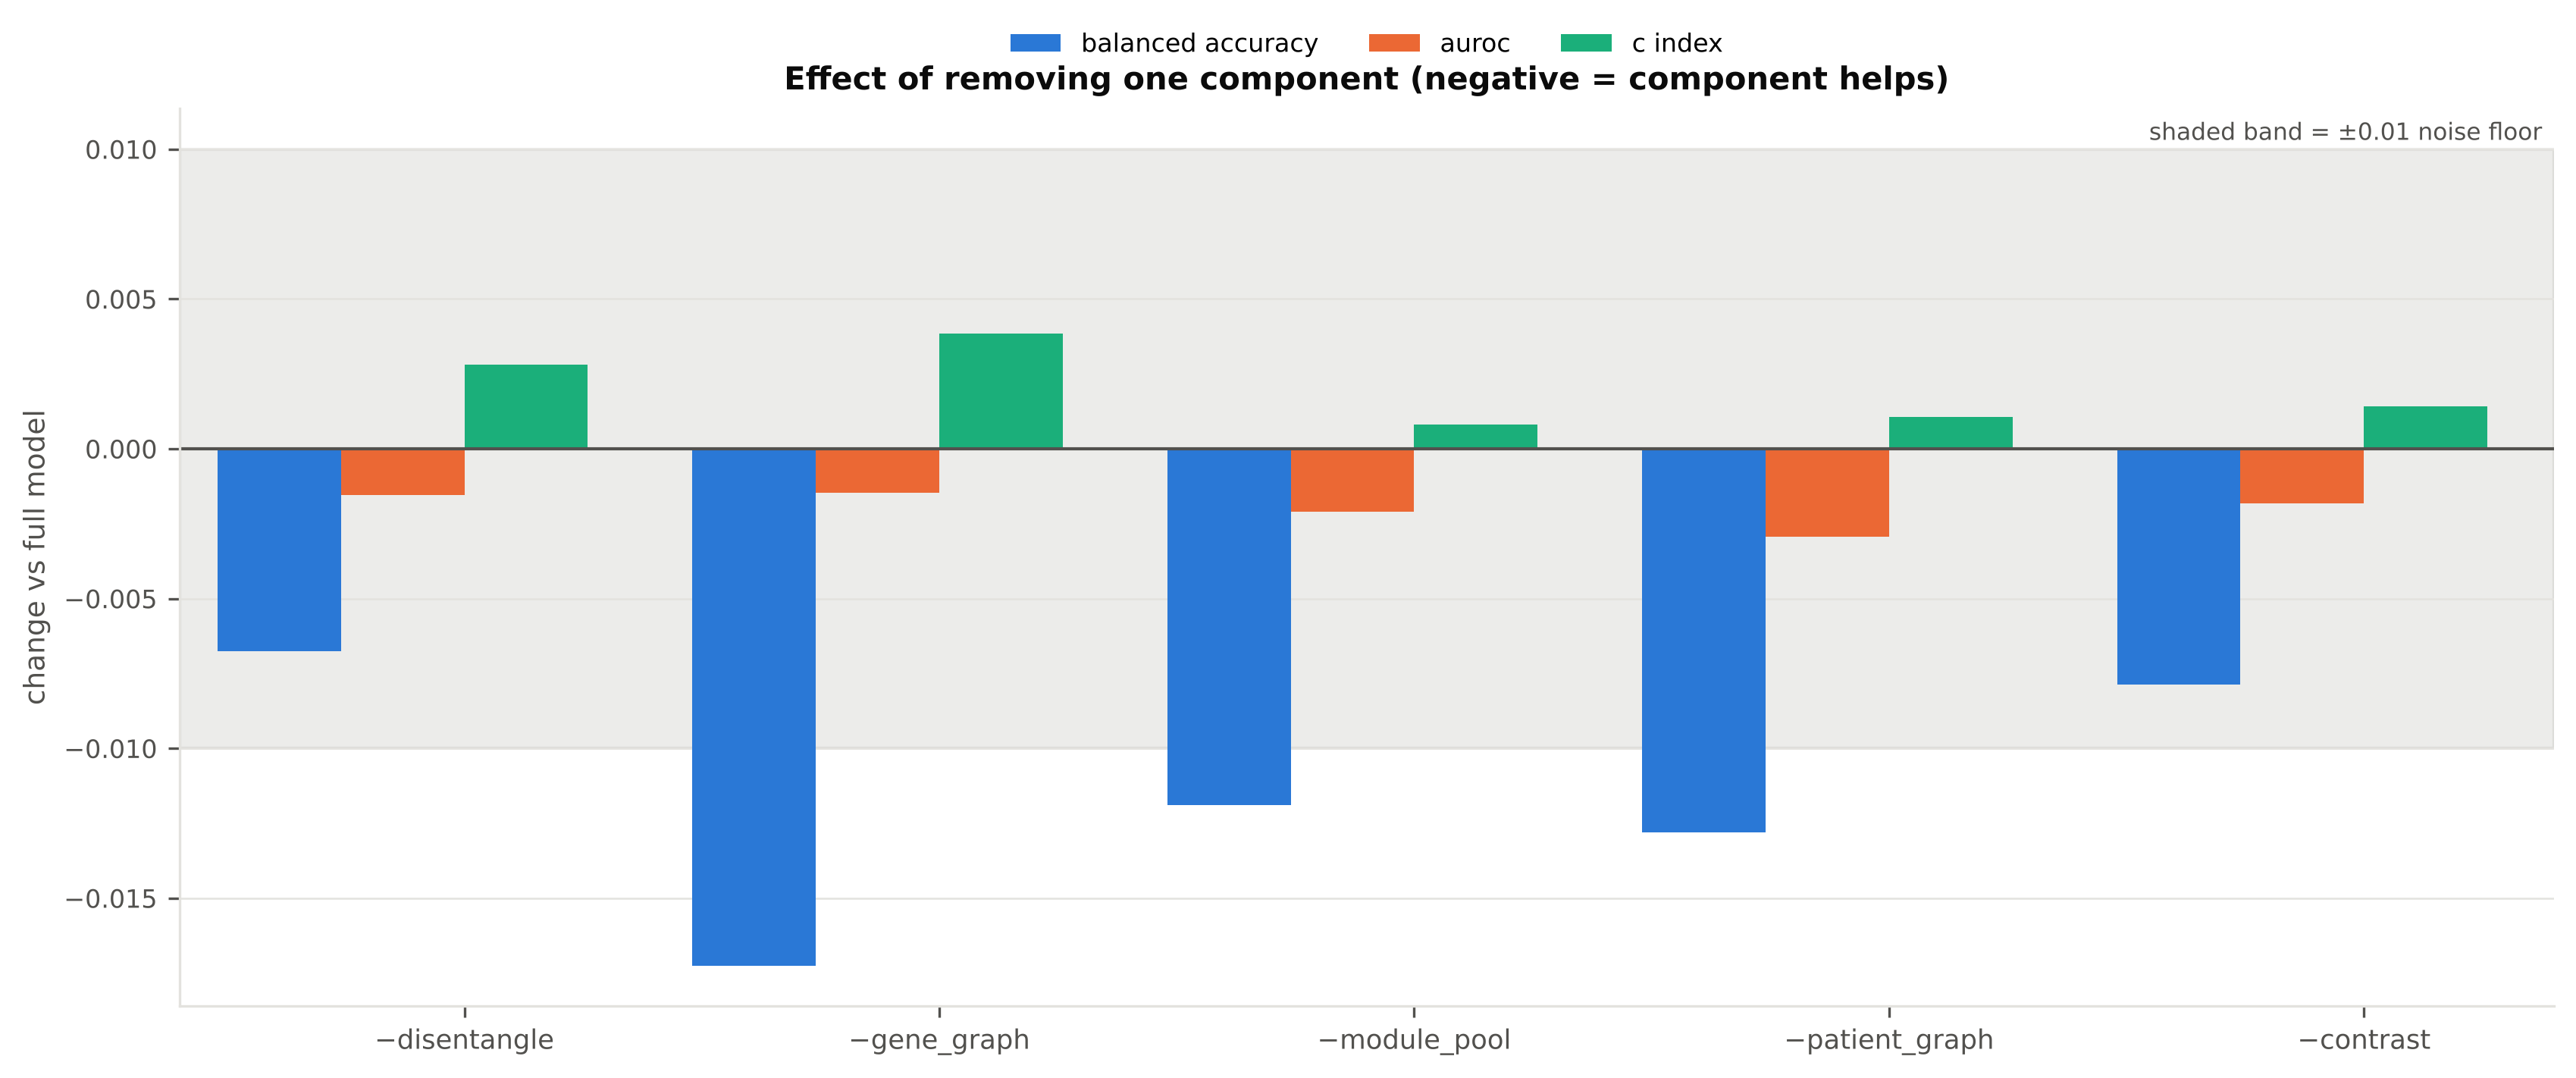 balanced accuracy auroc c index
Effect of removing one component (negative = component helps)
shaded band = ±0.01 noise floor
0.010
0.005
0.000
−0.005
−0.010
−0.015
change vs full model
−disentangle −gene_graph −module_pool −patient_graph −contrast